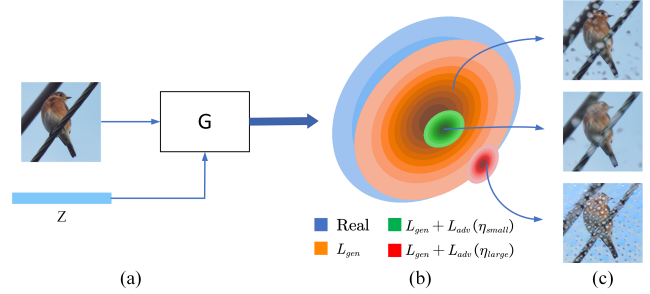 G
Z
Real
L_gen + L_adv(η_small)
L_gen
L_gen + L_adv(η_large)
(a)
(b)
(c)